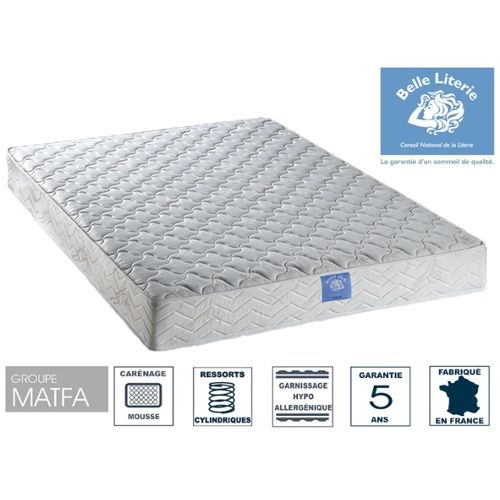 Belle Literie
Conseil National de la Literie
La garantie d'un sommeil de qualité.
GROUPE
MATFA
CARÉNAGE
MOUSSE
RESSORTS
CYLINDRIQUES
GARNISSAGE
HYPO
ALLERGÉNIQUE
GARANTIE
5
ANS
FABRIQUÉ
EN FRANCE